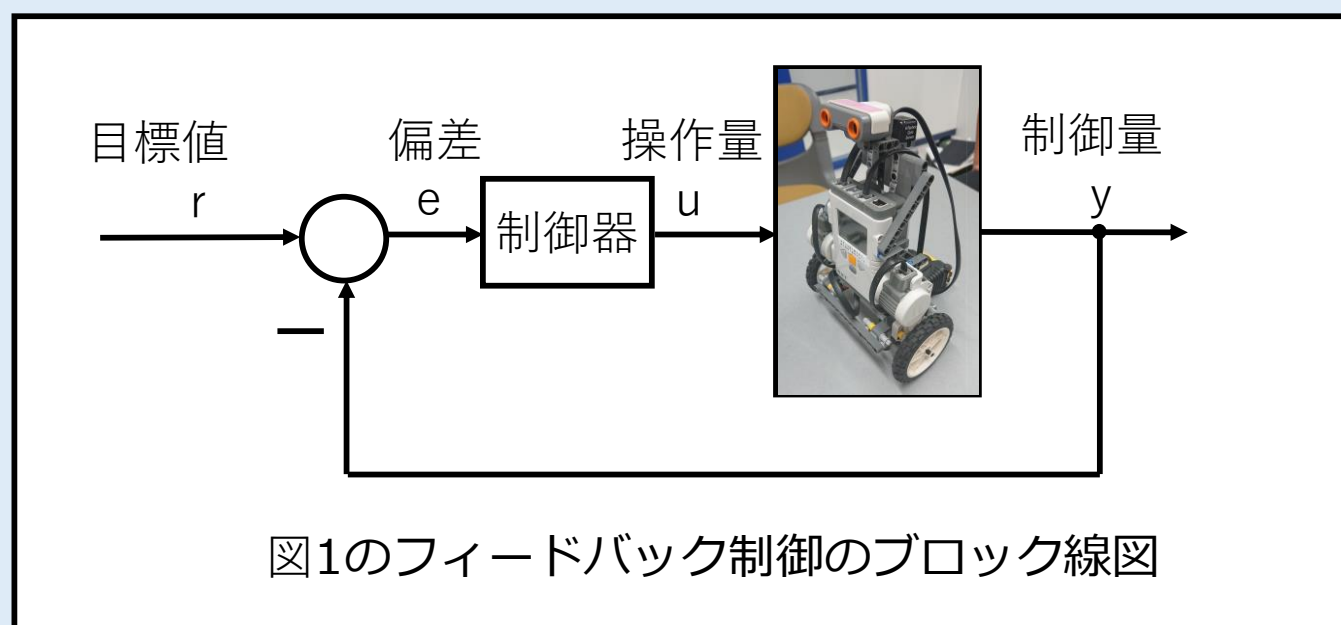 目標値
r
偏差
e
制御器
操作量
u
制御量
y
−
図1のフィードバック制御のブロック線図